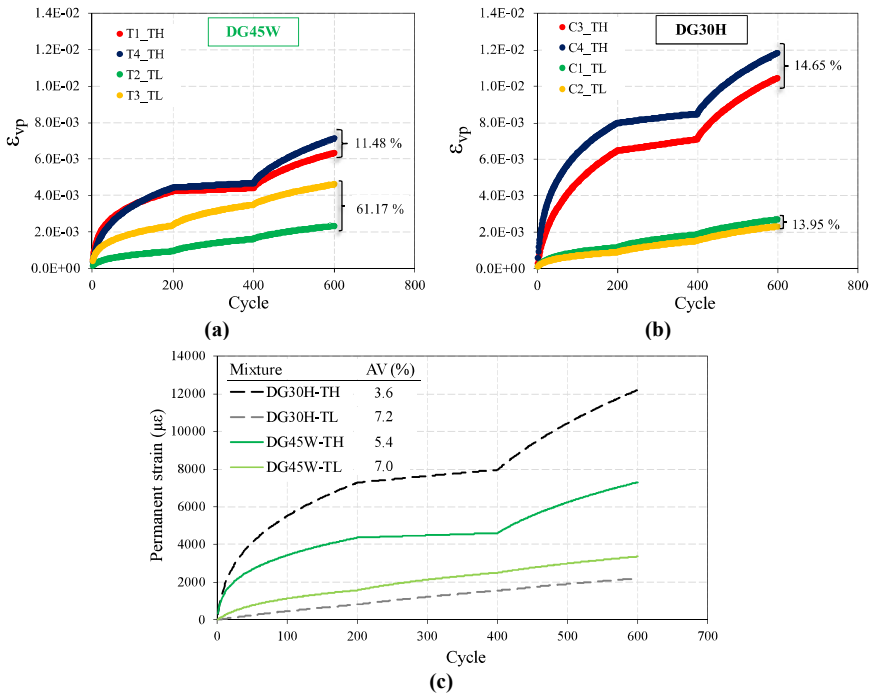 1.4E-02
1.2E-02
1.0E-02
8.0E-03
6.0E-03
4.0E-03
2.0E-03
0.0E+00
εvp
T1_TH
T4_TH
T2_TL
T3_TL
DG45W
11.48 %
61.17 %
0 200 400 600 800
Cycle
(a)
1.4E-02
1.2E-02
1.0E-02
8.0E-03
6.0E-03
4.0E-03
2.0E-03
0.0E+00
εvp
C3_TH
C4_TH
C1_TL
C2_TL
DG30H
14.65 %
13.95 %
0 200 400 600 800
Cycle
(b)
14000
12000
10000
8000
6000
4000
2000
0
Permanent strain (με)
Mixture AV (%)
DG30H-TH 3.6
DG30H-TL 7.2
DG45W-TH 5.4
DG45W-TL 7.0
0 100 200 300 400 500 600 700
Cycle
(c)